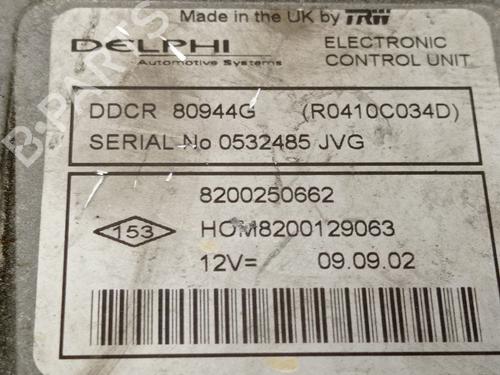 Made in the UK by TRW
DELPHI
Automotive Systems
ELECTRONIC
CONTROL UNIT
DDCR 80944G (R0410C034D)
SERIAL No 0532485 JVG
8200250662
153
HOM8200129063
12V= 09.09.02
B-PARTS